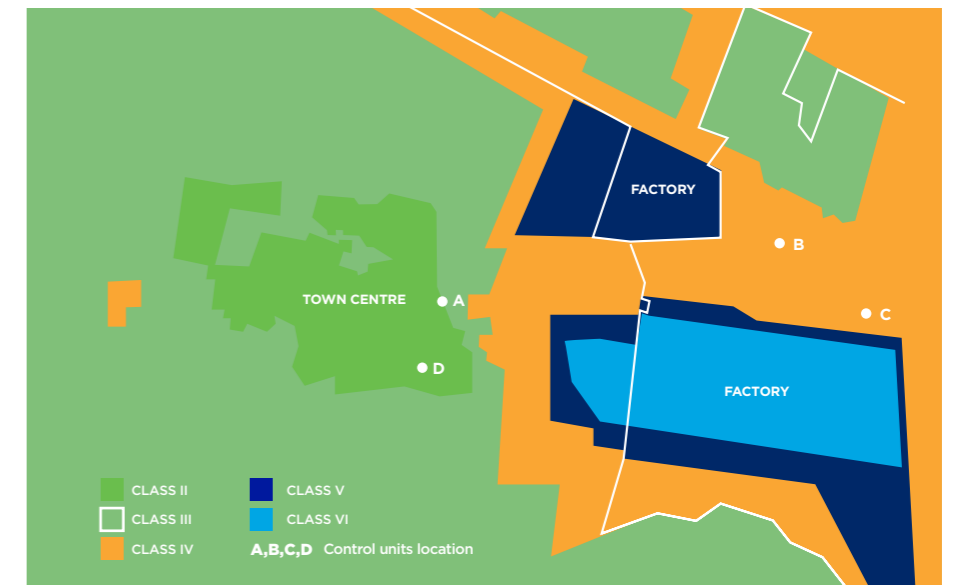 FACTORY
B
TOWN CENTRE
A
C
D
FACTORY
CLASS II
CLASS III
CLASS IV
CLASS V
CLASS VI
A,B,C,D Control units location